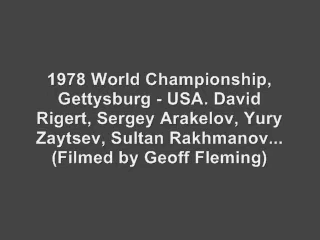 1978 World Championship,
Gettysburg - USA. David
Rigert, Sergey Arakelov, Yury
Zaytsev, Sultan Rakhmanov...
(Filmed by Geoff Fleming)